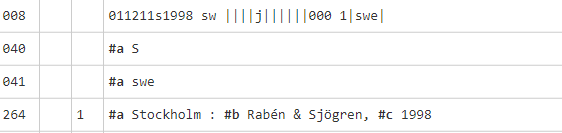 008 011211s1998 sw ||||j||||||000 1|swe|
040 #a S
041 #a swe
264 1 #a Stockholm : #b Rabén & Sjögren, #c 1998